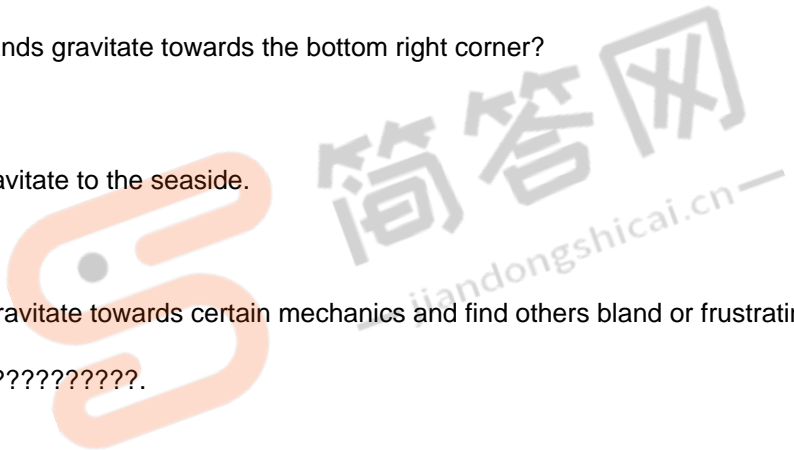 nds gravitate towards the bottom right corner?
avitate to the seaside.
ravitate towards certain mechanics and find others bland or frustratin
??????????.
简答网
jiandongshicai.cn